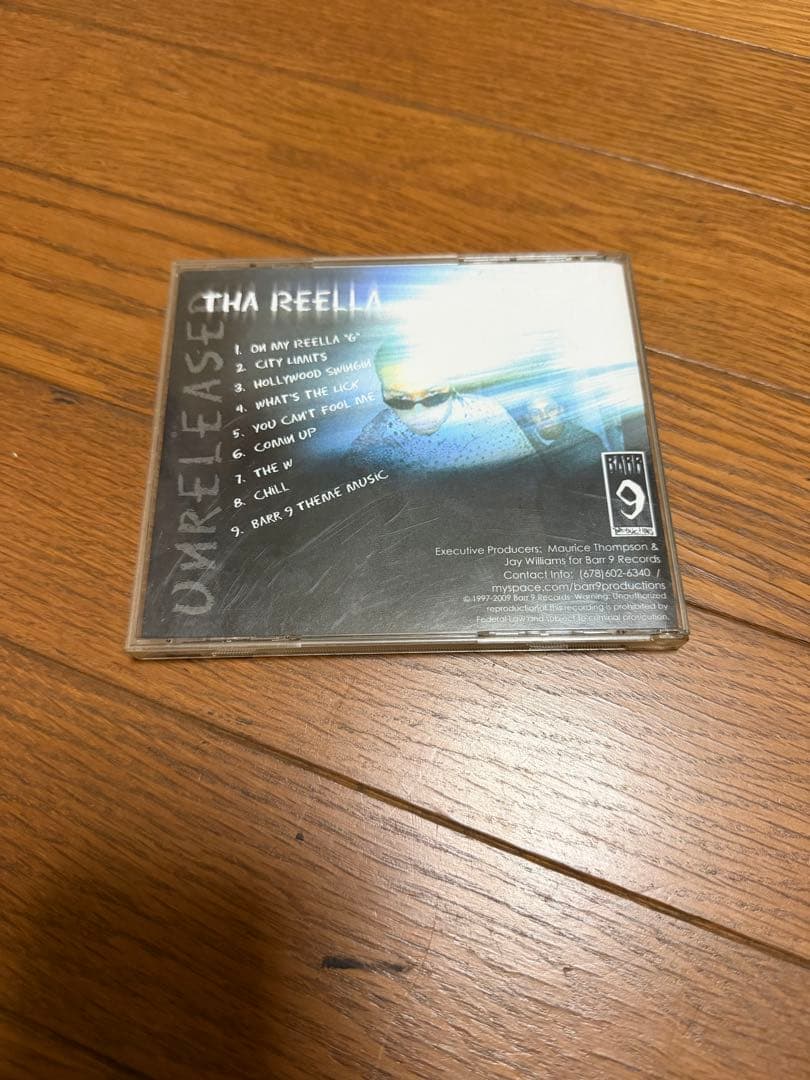 UNRELEASED
THA REELLA
1. ON MY REELLA "G"
2. CITY LIMITS
3. HOLLYWOOD SWINGIN
4. WHAT'S THE LICK
5. YOU CAN'T FOOL ME
6. COMIN UP
7. THE W
8. CHILL
9. BARR 9 THEME MUSIC
BARR
9
Executive Producers: Maurice Thompson &
Jay Williams for Barr 9 Records
Contact Info: (678)602-6340 /
myspace.com/barr9productions
© 1997-2009 Barr 9 Records: Warning: Unauthorized
reproduction of this recording is prohibited by
Federal Law and subject to criminal prosecution.